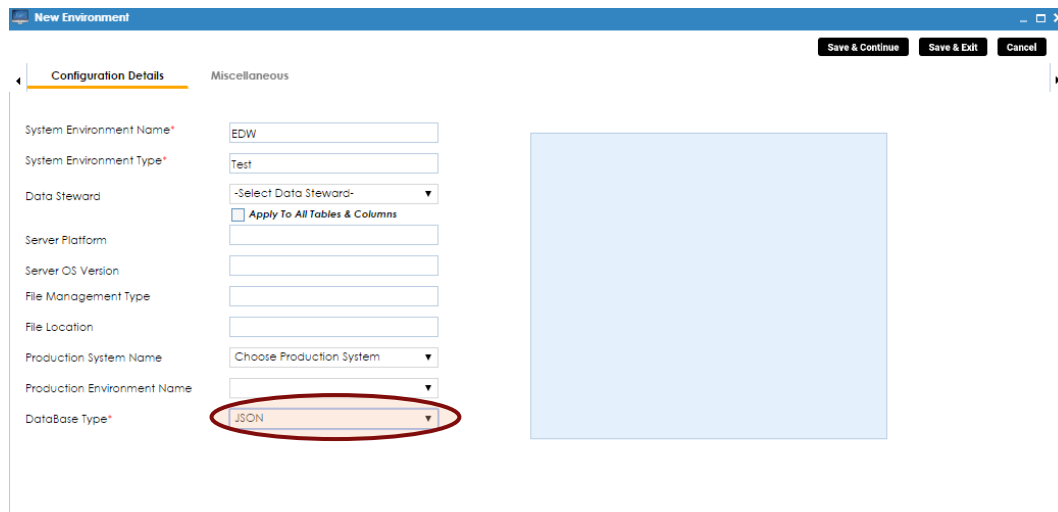 New Environment
Save & Continue Save & Exit Cancel
Configuration Details Miscellaneous
System Environment Name* EDW
System Environment Type* Test
Data Steward -Select Data Steward-
Apply To All Tables & Columns
Server Platform
Server OS Version
File Management Type
File Location
Production System Name Choose Production System
Production Environment Name
DataBase Type* JSON